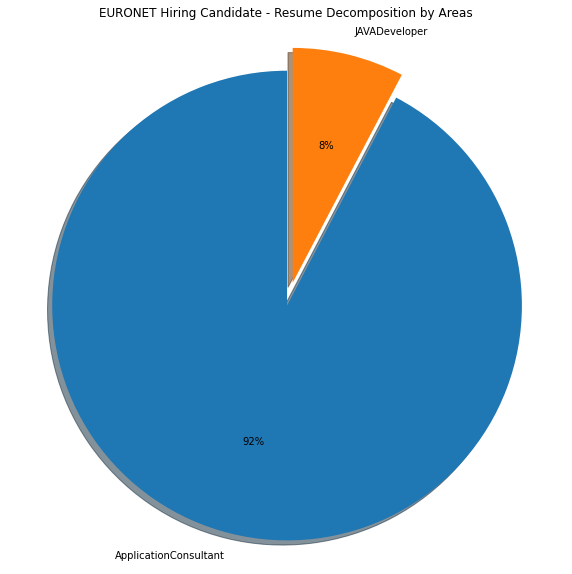 EURONET Hiring Candidate - Resume Decomposition by Areas
JAVADeveloper
8%
92%
ApplicationConsultant